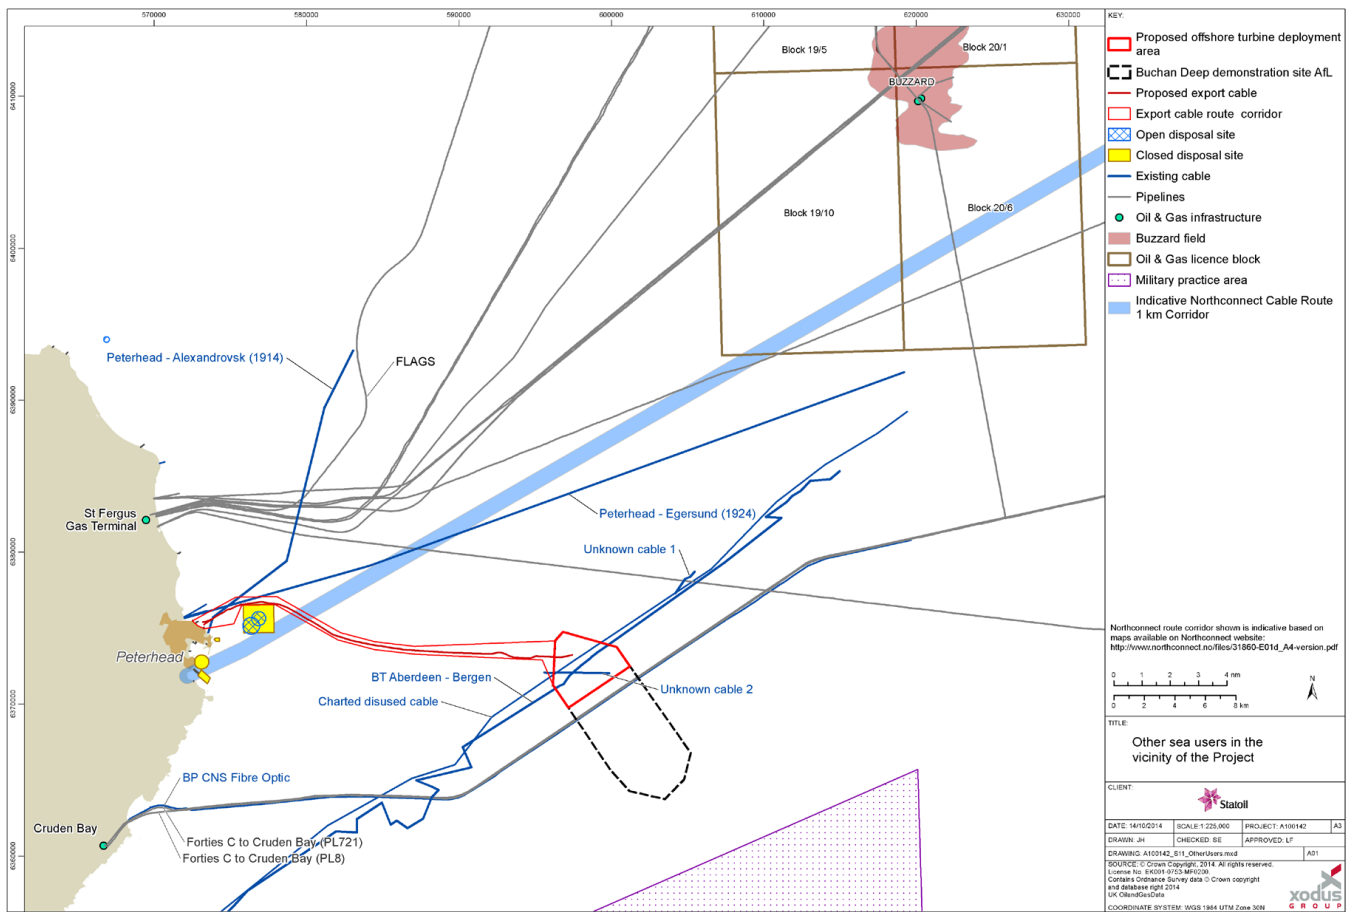 570000
580000
590000
600000
610000
620000
630000
6410000
6400000
6390000
6380000
6370000
6360000
Block 19/5
Block 20/1
BUZZARD
Block 19/10
Block 20/6
Peterhead - Alexandrovsk (1914)
FLAGS
St Fergus
Gas Terminal
Peterhead - Egersund (1924)
Unknown cable 1
Peterhead
BT Aberdeen - Bergen
Unknown cable 2
Charted disused cable
BP CNS Fibre Optic
Cruden Bay
Forties C to Cruden Bay (PL721)
Forties C to Cruden Bay (PL8)
KEY:
Proposed offshore turbine deployment
area
Buchan Deep demonstration site AfL
Proposed export cable
Export cable route corridor
Open disposal site
Closed disposal site
Existing cable
Pipelines
Oil & Gas infrastructure
Buzzard field
Oil & Gas licence block
Military practice area
Indicative Northconnect Cable Route
1 km Corridor
Northconnect route corridor shown is indicative based on
maps available on Northconnect website:
http://www.northconnect.no/files/31860-E01d_A4-version.pdf
0 1 2 3 4 nm
0 2 4 6 8 km
N
TITLE:
Other sea users in the
vicinity of the Project
CLIENT:
Statoil
DATE: 14/10/2014 SCALE:1:225,000 PROJECT: A100142 A3
DRAWN: JH CHECKED: SE APPROVED: LF
DRAWING: A100142_S11_OtherUsers.mxd A01
SOURCE: © Crown Copyright, 2014. All rights reserved.
License No. EK001-0753-MF0200.
Contains Ordnance Survey data © Crown copyright
and database right 2014
UK OilandGasData
COORDINATE SYSTEM: WGS 1984 UTM Zone 30N
xodus
GROUP